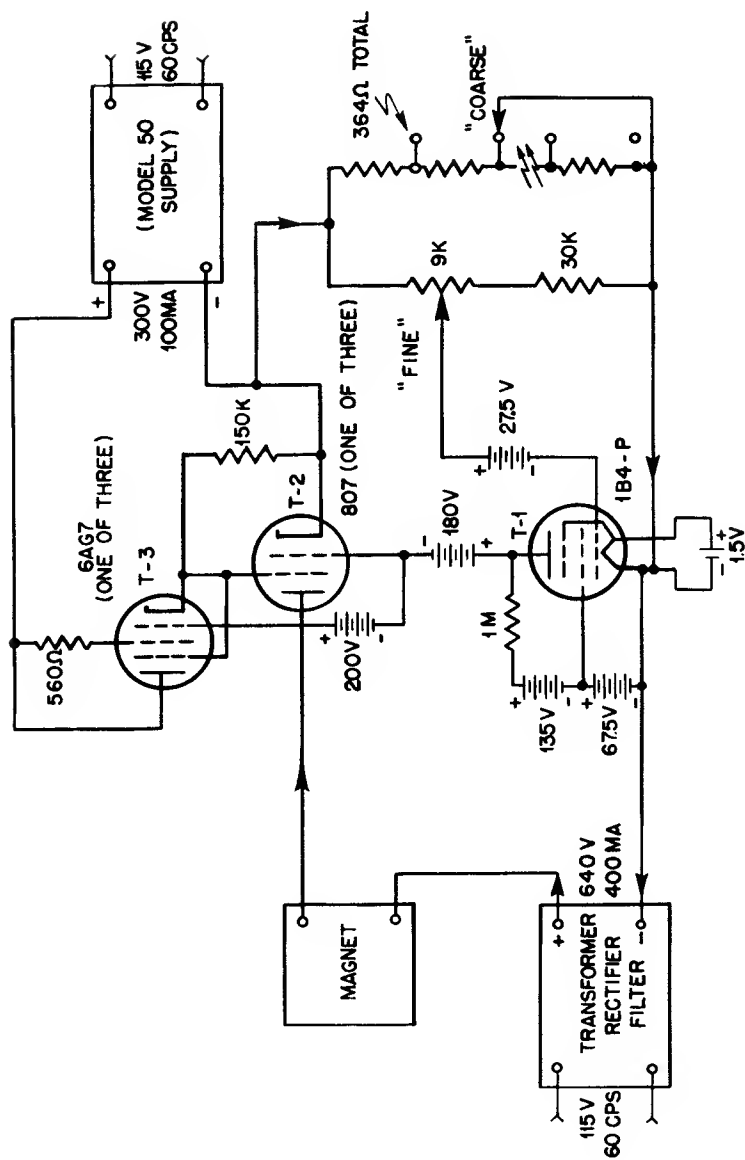 115 V
60 CPS
(MODEL 50
SUPPLY)
+
-
300V
100MA
6AG7
(ONE OF THREE)
T-3
560Ω
150K
T-2
807 (ONE OF THREE)
+
200V
-
-
180V
+
T-1
1B4-P
1M
+
135V
-
+
67.5V
-
+
1.5V
-
+
27.5 V
-
"FINE"
9K
30K
364Ω TOTAL
"COARSE"
MAGNET
+
640 V
400 MA
-
TRANSFORMER
RECTIFIER
FILTER
115 V
60 CPS